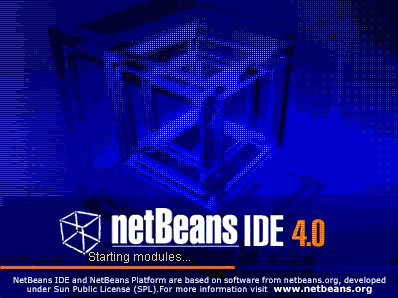 netBeans IDE 4.0
Starting modules...
NetBeans IDE and NetBeans Platform are based on software from netbeans.org, developed
under Sun Public License (SPL).For more information visit www.netbeans.org